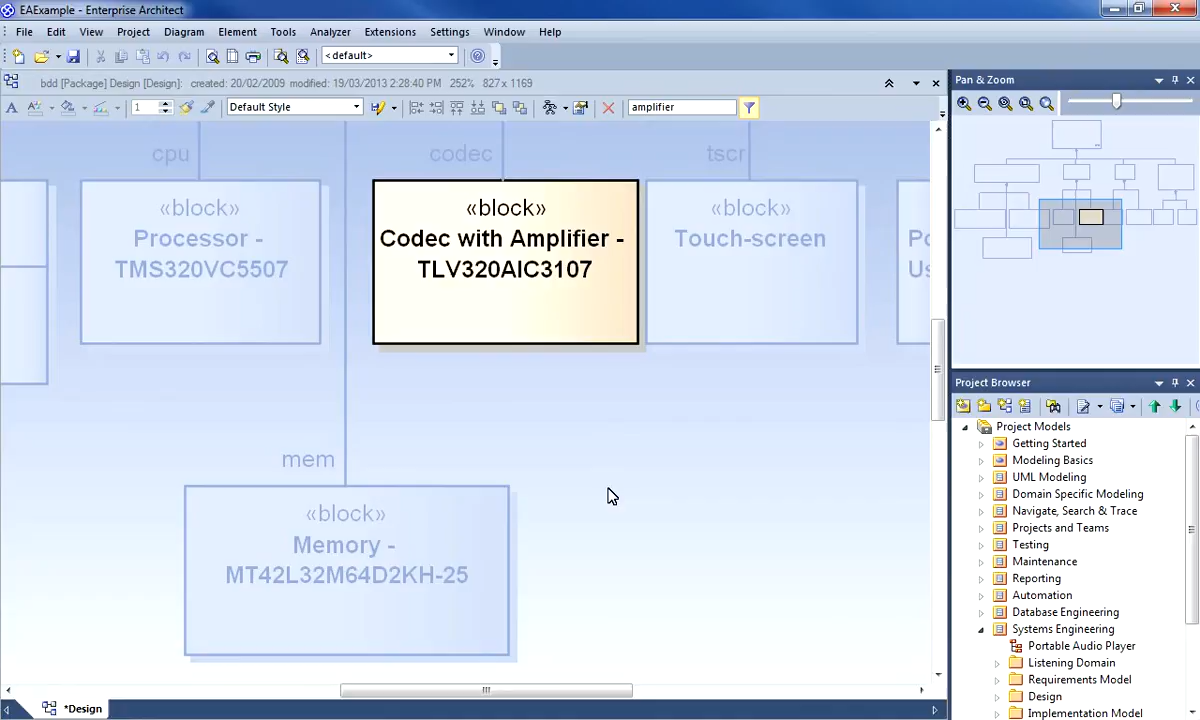 EAExample - Enterprise Architect
File Edit View Project Diagram Element Tools Analyzer Extensions Settings Window Help
<default>
bdd [Package] Design [Design]: created: 20/02/2009 modified: 19/03/2013 2:28:40 PM 252% 827 x 1169
1 Default Style amplifier
Pan & Zoom
cpu codec tscr
«block»
Processor -
TMS320VC5507
«block»
Codec with Amplifier -
TLV320AIC3107
«block»
Touch-screen
mem
«block»
Memory -
MT42L32M64D2KH-25
Project Browser
Project Models
Getting Started
Modeling Basics
UML Modeling
Domain Specific Modeling
Navigate, Search & Trace
Projects and Teams
Testing
Maintenance
Reporting
Automation
Database Engineering
Systems Engineering
Portable Audio Player
Listening Domain
Requirements Model
Design
Implementation Model
*Design